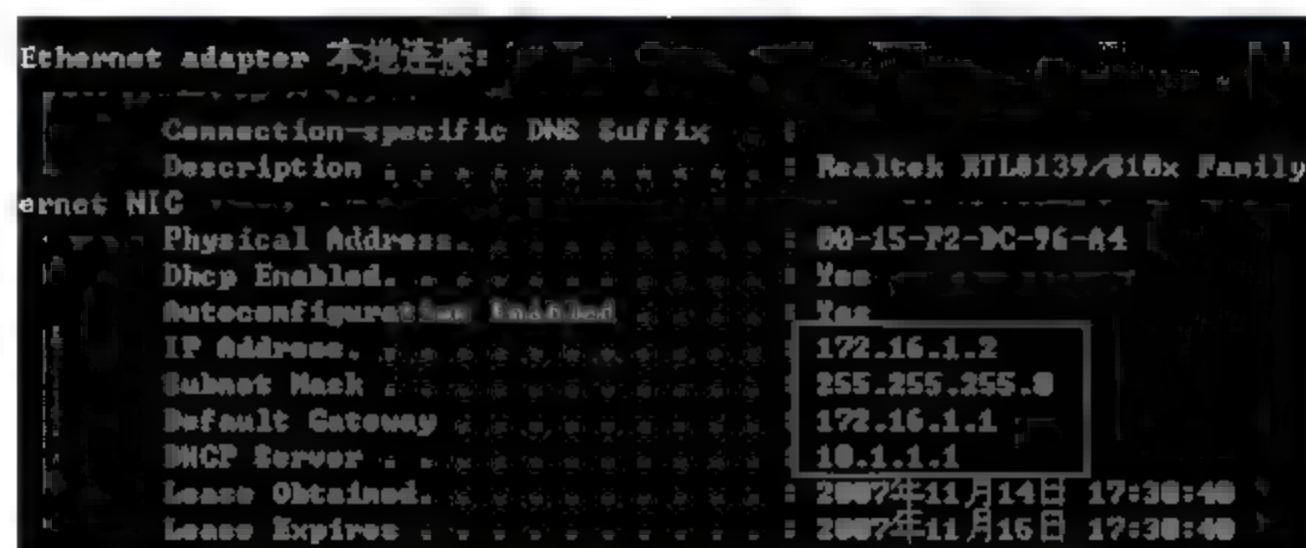 Ethernet adapter 本地连接:
Connection-specific DNS Suffix . :
Description . . . . . . . . . . . : Realtek RTL8139/810x Family
ernet NIC
Physical Address. . . . . . . . . : 00-15-F2-DC-96-A4
Dhcp Enabled. . . . . . . . . . . : Yes
Autoconfiguration Enabled . . . . : Yes
IP Address. . . . . . . . . . . . : 172.16.1.2
Subnet Mask . . . . . . . . . . . : 255.255.255.0
Default Gateway . . . . . . . . . : 172.16.1.1
DHCP Server . . . . . . . . . . . : 10.1.1.1
Lease Obtained. . . . . . . . . . : 2007年11月14日 17:30:40
Lease Expires . . . . . . . . . . : 2007年11月15日 17:30:40